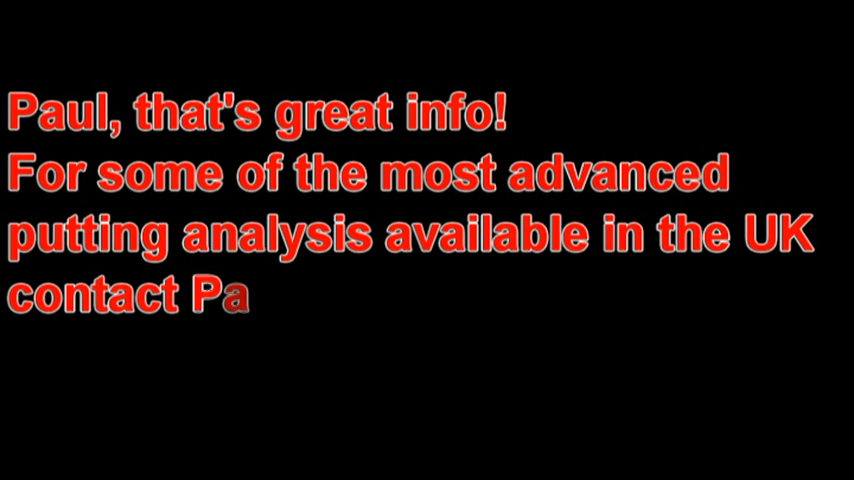 Paul, that's great info!
For some of the most advanced
putting analysis available in the UK
contact Pa